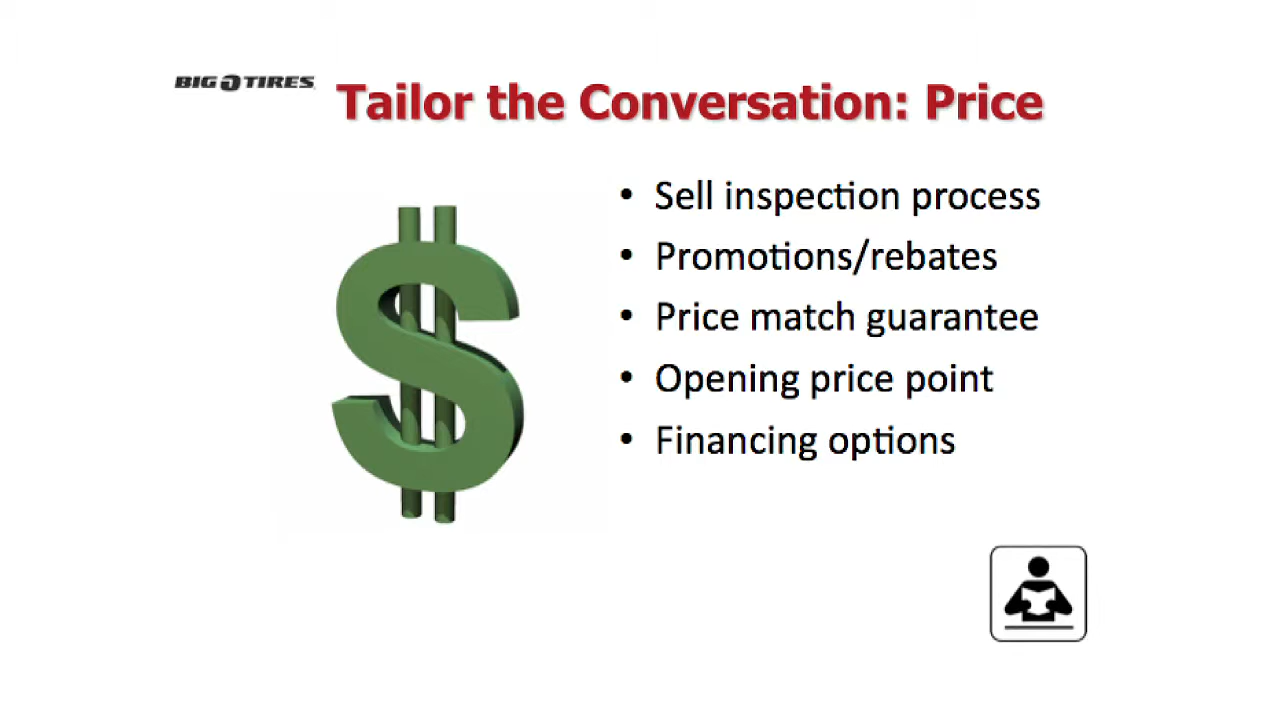 BIG O TIRES
Tailor the Conversation: Price
• Sell inspection process
• Promotions/rebates
• Price match guarantee
• Opening price point
• Financing options